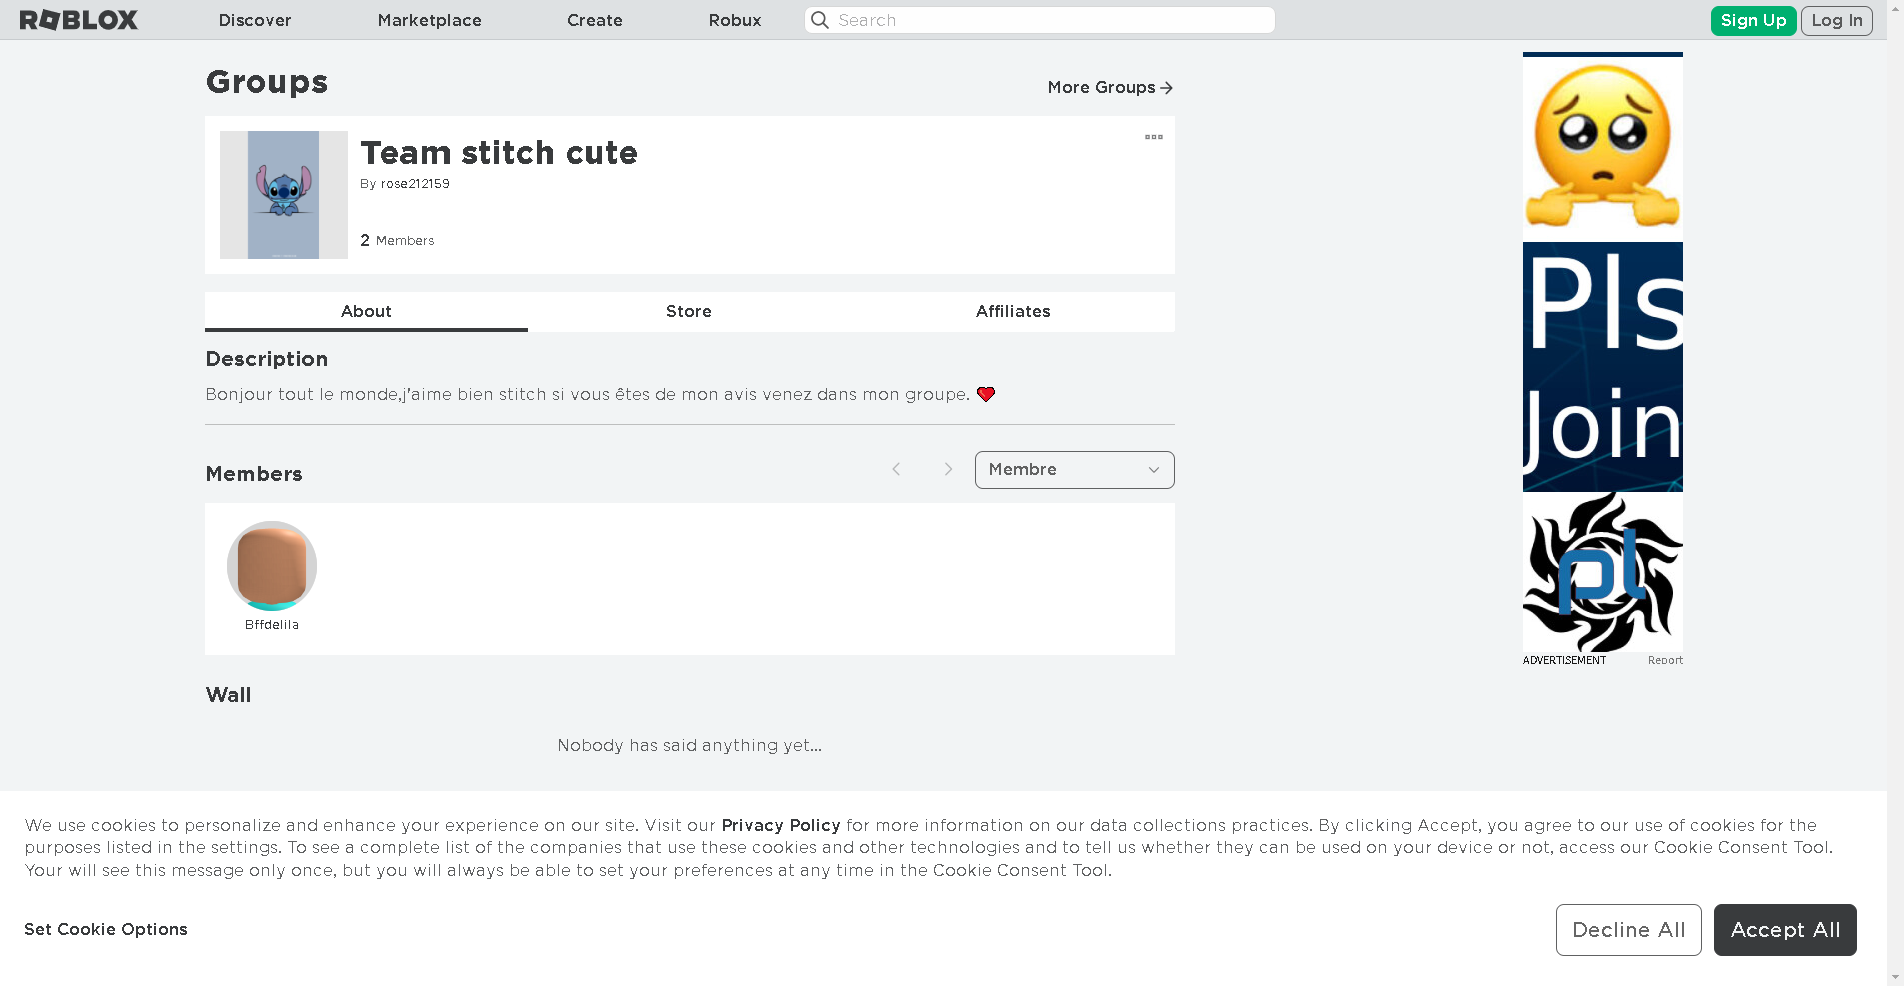 ROBLOX Discover Marketplace Create Robux Search Sign Up Log In
Groups
More Groups
Team stitch cute
By rose212159
2 Members
About Store Affiliates
Description
Bonjour tout le monde,j'aime bien stitch si vous êtes de mon avis venez dans mon groupe.
Members
Membre
Bffdelila
Wall
Nobody has said anything yet...
Pls
Join
pl
ADVERTISEMENT Report
We use cookies to personalize and enhance your experience on our site. Visit our Privacy Policy for more information on our data collections practices. By clicking Accept, you agree to our use of cookies for the
purposes listed in the settings. To see a complete list of the companies that use these cookies and other technologies and to tell us whether they can be used on your device or not, access our Cookie Consent Tool.
Your will see this message only once, but you will always be able to set your preferences at any time in the Cookie Consent Tool.
Set Cookie Options
Decline All
Accept All